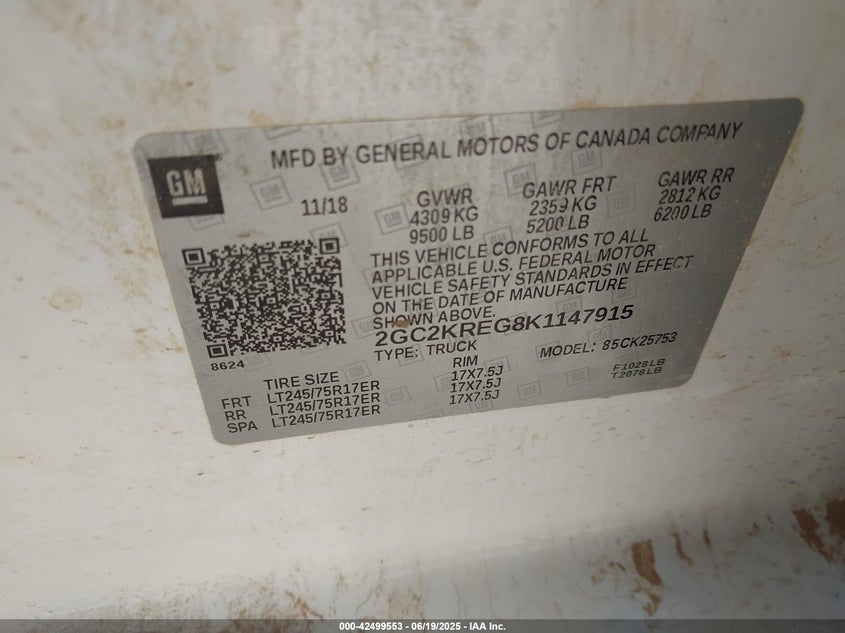 GM
MFD BY GENERAL MOTORS OF CANADA COMPANY
11/18
GVWR
4309 KG
9500 LB
GAWR FRT
2359 KG
5200 LB
GAWR RR
2812 KG
6200 LB
THIS VEHICLE CONFORMS TO ALL
APPLICABLE U.S. FEDERAL MOTOR
VEHICLE SAFETY STANDARDS IN EFFECT
ON THE DATE OF MANUFACTURE
SHOWN ABOVE.
2GC2KREG8K1147915
TYPE: TRUCK
MODEL: 85CK25753
8624
TIRE SIZE RIM
FRT LT245/75R17ER 17X7.5J
RR LT245/75R17ER 17X7.5J
SPA LT245/75R17ER 17X7.5J
F1028LB
T2078LB
000-42499553 - 06/19/2025 - IAA Inc.